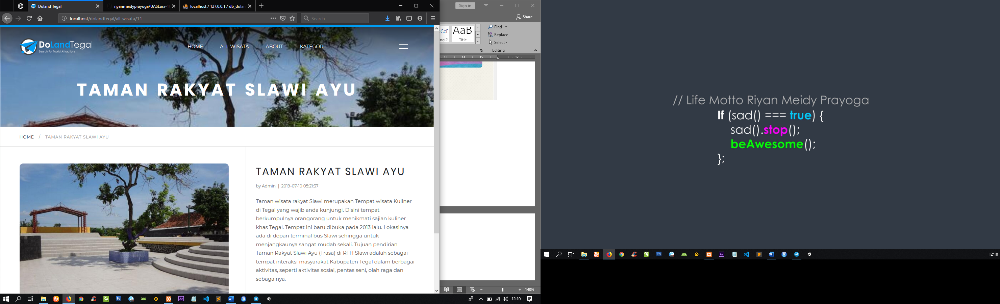 Doland Tegal
riyanmeidyprayoga/UASLara-1
localhost / 127.0.0.1 / db_dolan
localhost/dolandtegal/all-wisata/11
Search
DoLandTegal
Search For Tourist Attractions
HOME
ALL WISATA
ABOUT
KATEGORI
TAMAN RAKYAT SLAWI AYU
HOME / TAMAN RAKYAT SLAWI AYU
TAMAN RAKYAT SLAWI AYU
by Admin | 2019-07-10 05:21:37
Taman wisata rakyat Slawi merupakan Tempat wisata Kuliner
di Tegal yang wajib anda kunjungi. Disini tempat
berkumpulnya orangorang untuk menikmati sajian kuliner
khas Tegal. Tempat ini baru dibuka pada 2013 lalu. Lokasinya
ada di depan terminal bus Slawi sehingga untuk
menjangkaunya sangat mudah sekali. Tujuan pendirian
Taman Rakyat Slawi Ayu (Trasa) di RTH Slawi adalah sebagai
tempat interaksi masyarakat Kabupaten Tegal dalam berbagai
aktivitas, seperti aktivitas sosial, pentas seni, olah raga dan
sebagainya.
Sign in
Share
AaB
ng 2
Title
Find
Replace
Select
Editing
13 14 15 17
140%
12:10
// Life Motto Riyan Meidy Prayoga
If (sad() === true) {
sad().stop();
beAwesome();
};
12:10